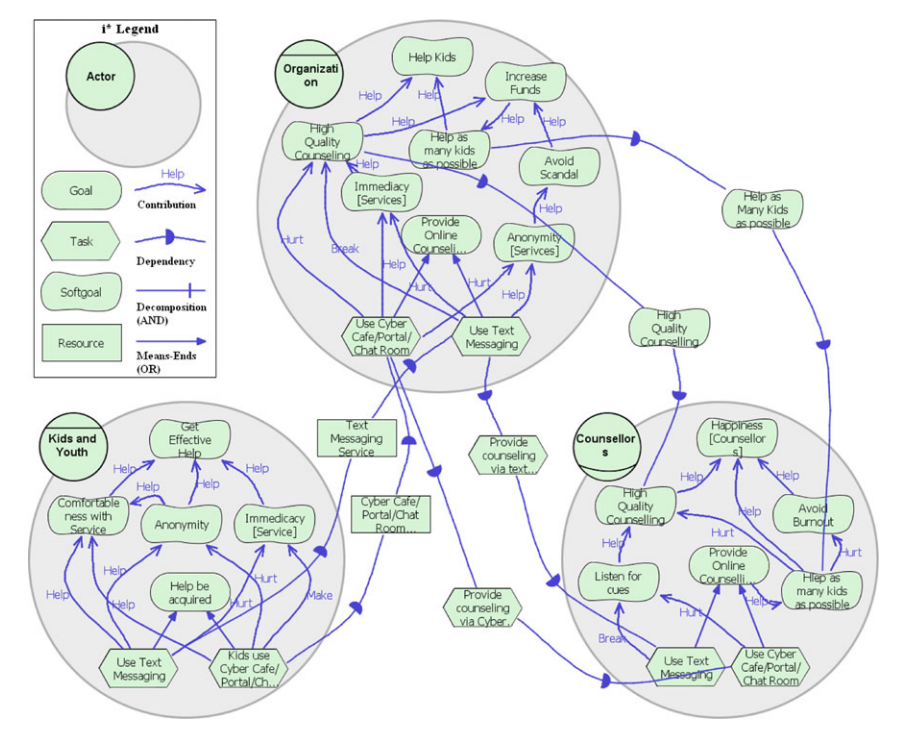 i* Legend
Actor
Goal
Help
Contribution
Task
Dependency
Softgoal
Decomposition
(AND)
Resource
Means-Ends
(OR)
Organizati
on
Help Kids
Increase
Funds
Help
Help
Help
Help
Help
High
Quality
Counseling
Help as
many kids
as possible
Avoid
Scandal
Help
Immediacy
[Services]
Help
Provide
Online
Counseli...
Anonymity
[Serivces]
Hurt
Break
Help
Hurt
Hurt
Help
Use Cyber
Cafe/Portal/
Chat Room
Use Text
Messaging
Help as
Many Kids
as possible
High
Quality
Counselling
Text
Messaging
Service
Provide
counseling
via text...
Cyber Cafe/
Portal/Chat
Room...
Provide
counseling
via Cyber.
Kids and
Youth
Get
Effective
Help
Help
Help
Help
Help
Comfortable
ness with
Service
Anonymity
Immedicacy
[Service]
Help be
acquired
Help
Help
Hurt
Hurt
Make
Use Text
Messaging
Kids use
Cyber Cafe/
Portal/Ch...
Counsellor
s
Happiness
[Counsellor
s]
Help
Help
Help
High
Quality
Counselling
Avoid
Burnout
Help
Hurt
Hurt
Provide
Online
Counselli...
Listen for
cues
Help
Hlep as
many kids
as possible
Hurt
Break
Use Text
Messaging
Use Cyber
Cafe/Portal/
Chat Room